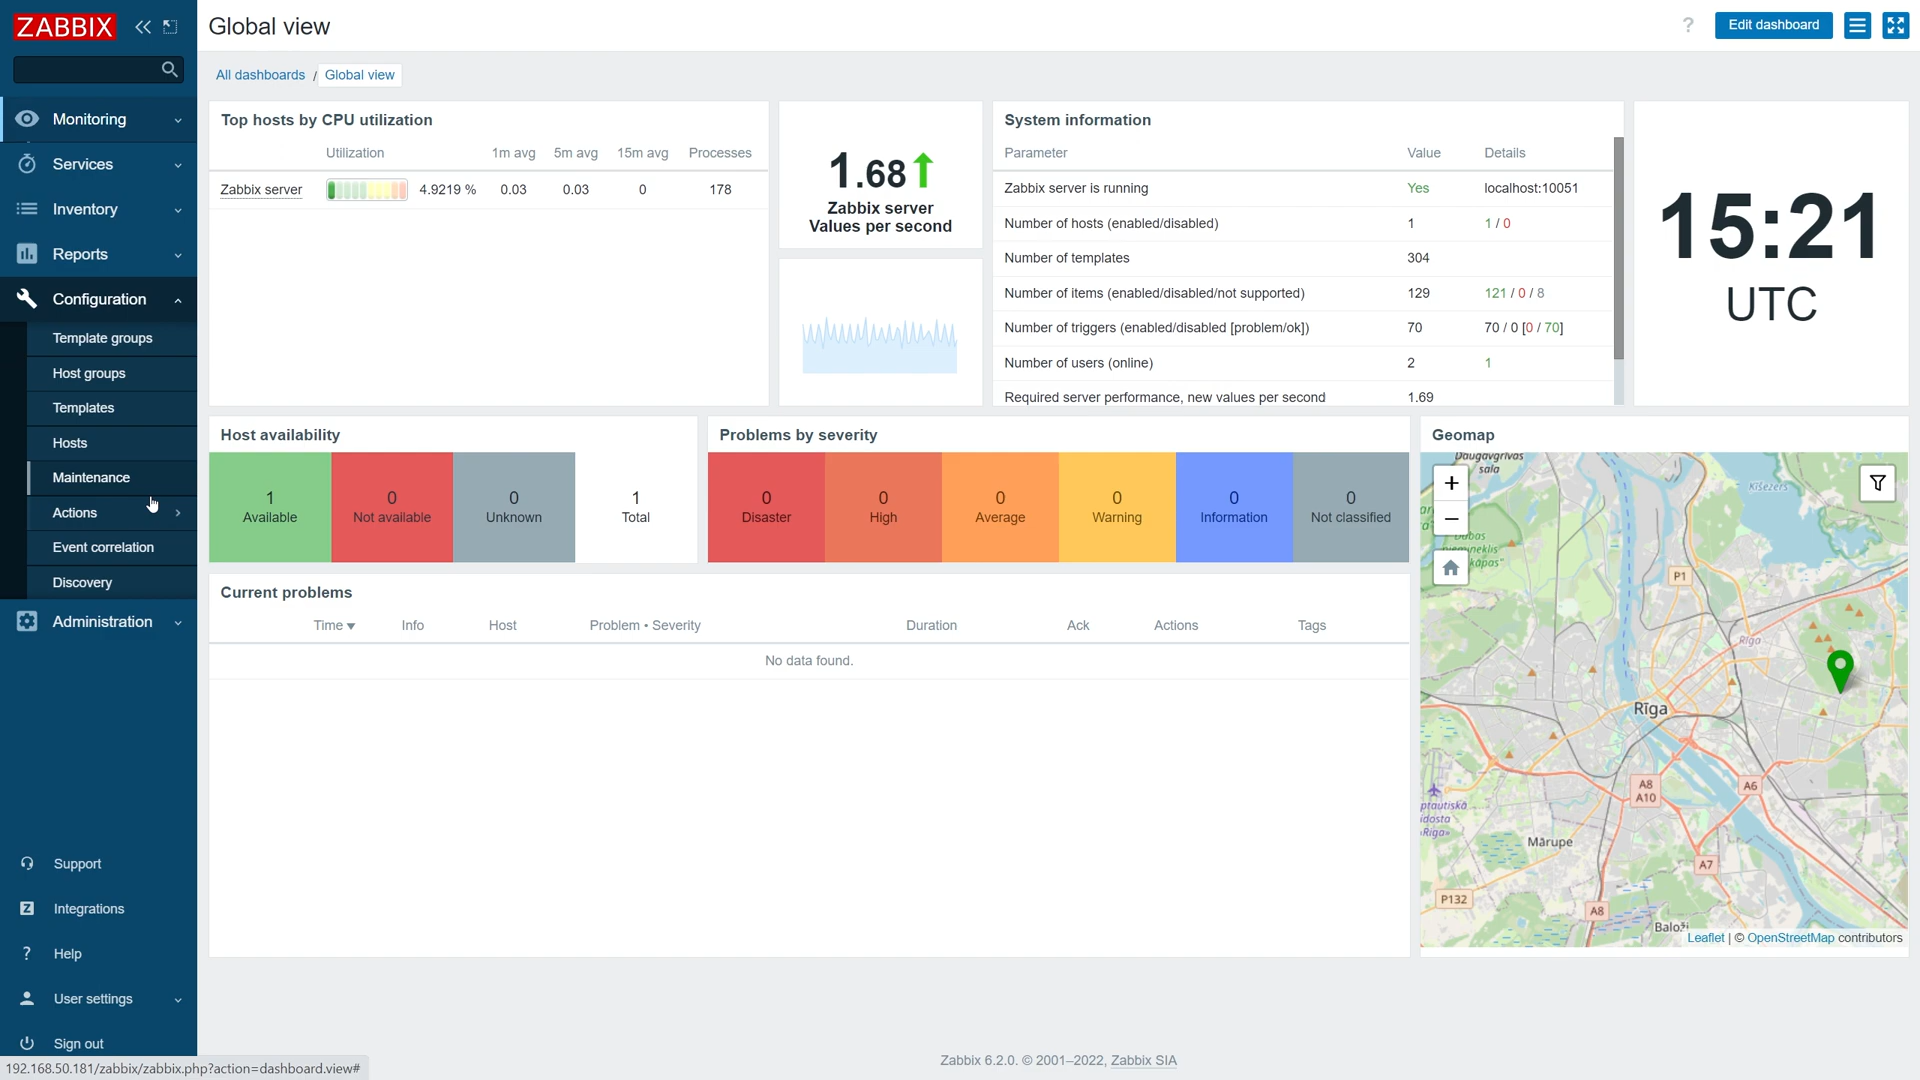 ZABBIX
Monitoring
Services
Inventory
Reports
Configuration
Template groups
Host groups
Templates
Hosts
Maintenance
Actions
Event correlation
Discovery
Administration
Support
Integrations
Help
User settings
Sign out
192.168.50.181/zabbix/zabbix.php?action=dashboard.view#
Global view
? Edit dashboard
All dashboards / Global view
Top hosts by CPU utilization
Utilization 1m avg 5m avg 15m avg Processes
Zabbix server 4.9219 % 0.03 0.03 0 178
1.68
Zabbix server
Values per second
System information
Parameter Value Details
Zabbix server is running Yes localhost:10051
Number of hosts (enabled/disabled) 1 1 / 0
Number of templates 304
Number of items (enabled/disabled/not supported) 129 121 / 0 / 8
Number of triggers (enabled/disabled [problem/ok]) 70 70 / 0 [0 / 70]
Number of users (online) 2 1
Required server performance, new values per second 1.69
15:21
UTC
Host availability
1 Available
0 Not available
0 Unknown
1 Total
Problems by severity
0 Disaster
0 High
0 Average
0 Warning
0 Information
0 Not classified
Current problems
Time Info Host Problem • Severity Duration Ack Actions Tags
No data found.
Geomap
Daugavgrīvas
sala
Ķīšezers
+
−
P1
Rīga
Rīga
A8
A10
A6
Mārupe
A7
P132
A8
Baloži
Leaflet | © OpenStreetMap contributors
Zabbix 6.2.0. © 2001–2022, Zabbix SIA